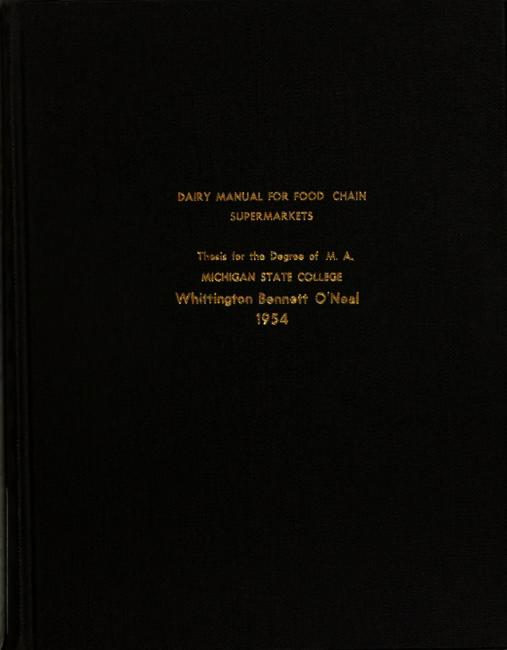 DAIRY MANUAL FOR FOOD CHAIN
SUPERMARKETS
Thesis for the Degree of M. A.
MICHIGAN STATE COLLEGE
Whittington Bennett O'Neal
1954